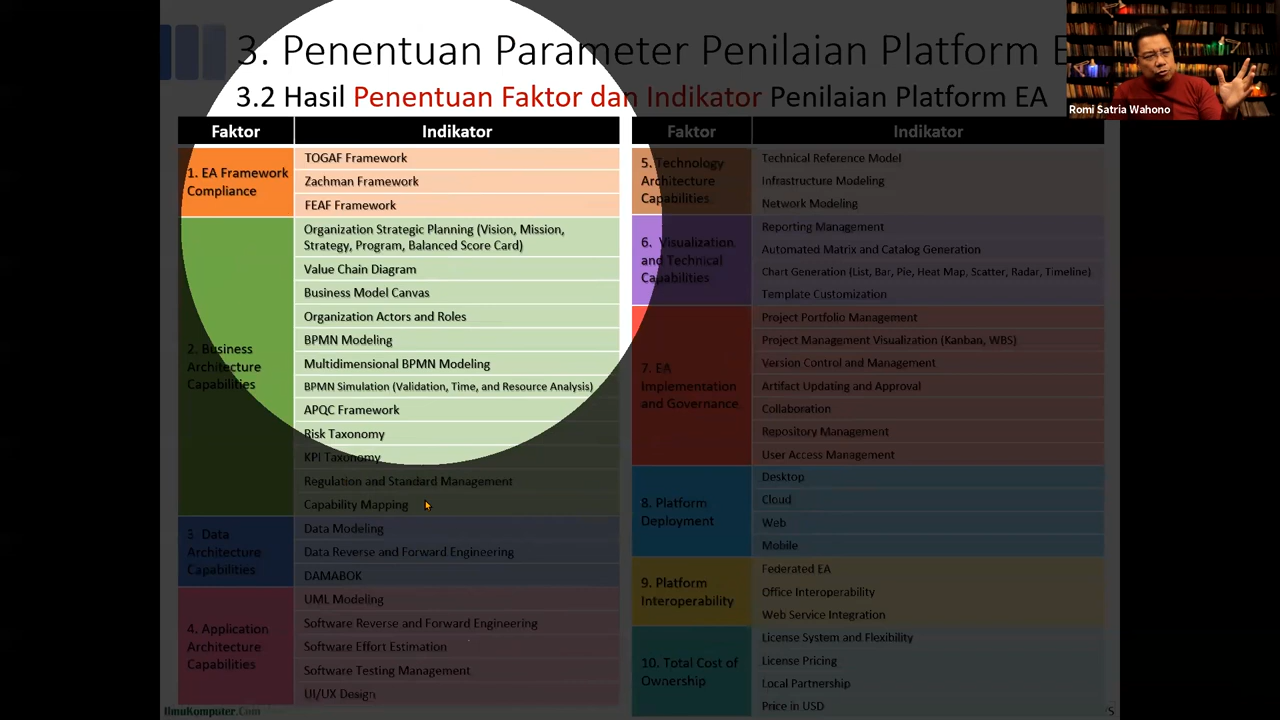 3. Penentuan Parameter Penilaian Platform E
3.2 Hasil Penentuan Faktor dan Indikator Penilaian Platform EA
Romi Satria Wahono
Faktor
Indikator
1. EA Framework
Compliance
TOGAF Framework
Zachman Framework
FEAF Framework
2. Business
Architecture
Capabilities
Organization Strategic Planning (Vision, Mission,
Strategy, Program, Balanced Score Card)
Value Chain Diagram
Business Model Canvas
Organization Actors and Roles
BPMN Modeling
Multidimensional BPMN Modeling
BPMN Simulation (Validation, Time, and Resource Analysis)
APQC Framework
Risk Taxonomy
KPI Taxonomy
Regulation and Standard Management
Capability Mapping
3 Data
Architecture
Capabilities
Data Modeling
Data Reverse and Forward Engineering
DAMABOK
4. Application
Architecture
Capabilities
UML Modeling
Software Reverse and Forward Engineering
Software Effort Estimation
Software Testing Management
UI/UX Design
Faktor
Indikator
5. Technology
Architecture
Capabilities
Technical Reference Model
Infrastructure Modeling
Network Modeling
6. Visualization
and Technical
Capabilities
Reporting Management
Automated Matrix and Catalog Generation
Chart Generation (List, Bar, Pie, Heat Map, Scatter, Radar, Timeline)
Template Customization
7. EA
Implementation
and Governance
Project Portfolio Management
Project Management Visualization (Kanban, WBS)
Version Control and Management
Artifact Updating and Approval
Collaboration
Repository Management
User Access Management
8. Platform
Deployment
Desktop
Cloud
Web
Mobile
9. Platform
Interoperability
Federated EA
Office Interoperability
Web Service Integration
10. Total Cost of
Ownership
License System and Flexibility
License Pricing
Local Partnership
Price in USD
IlmuKomputer.Com
5